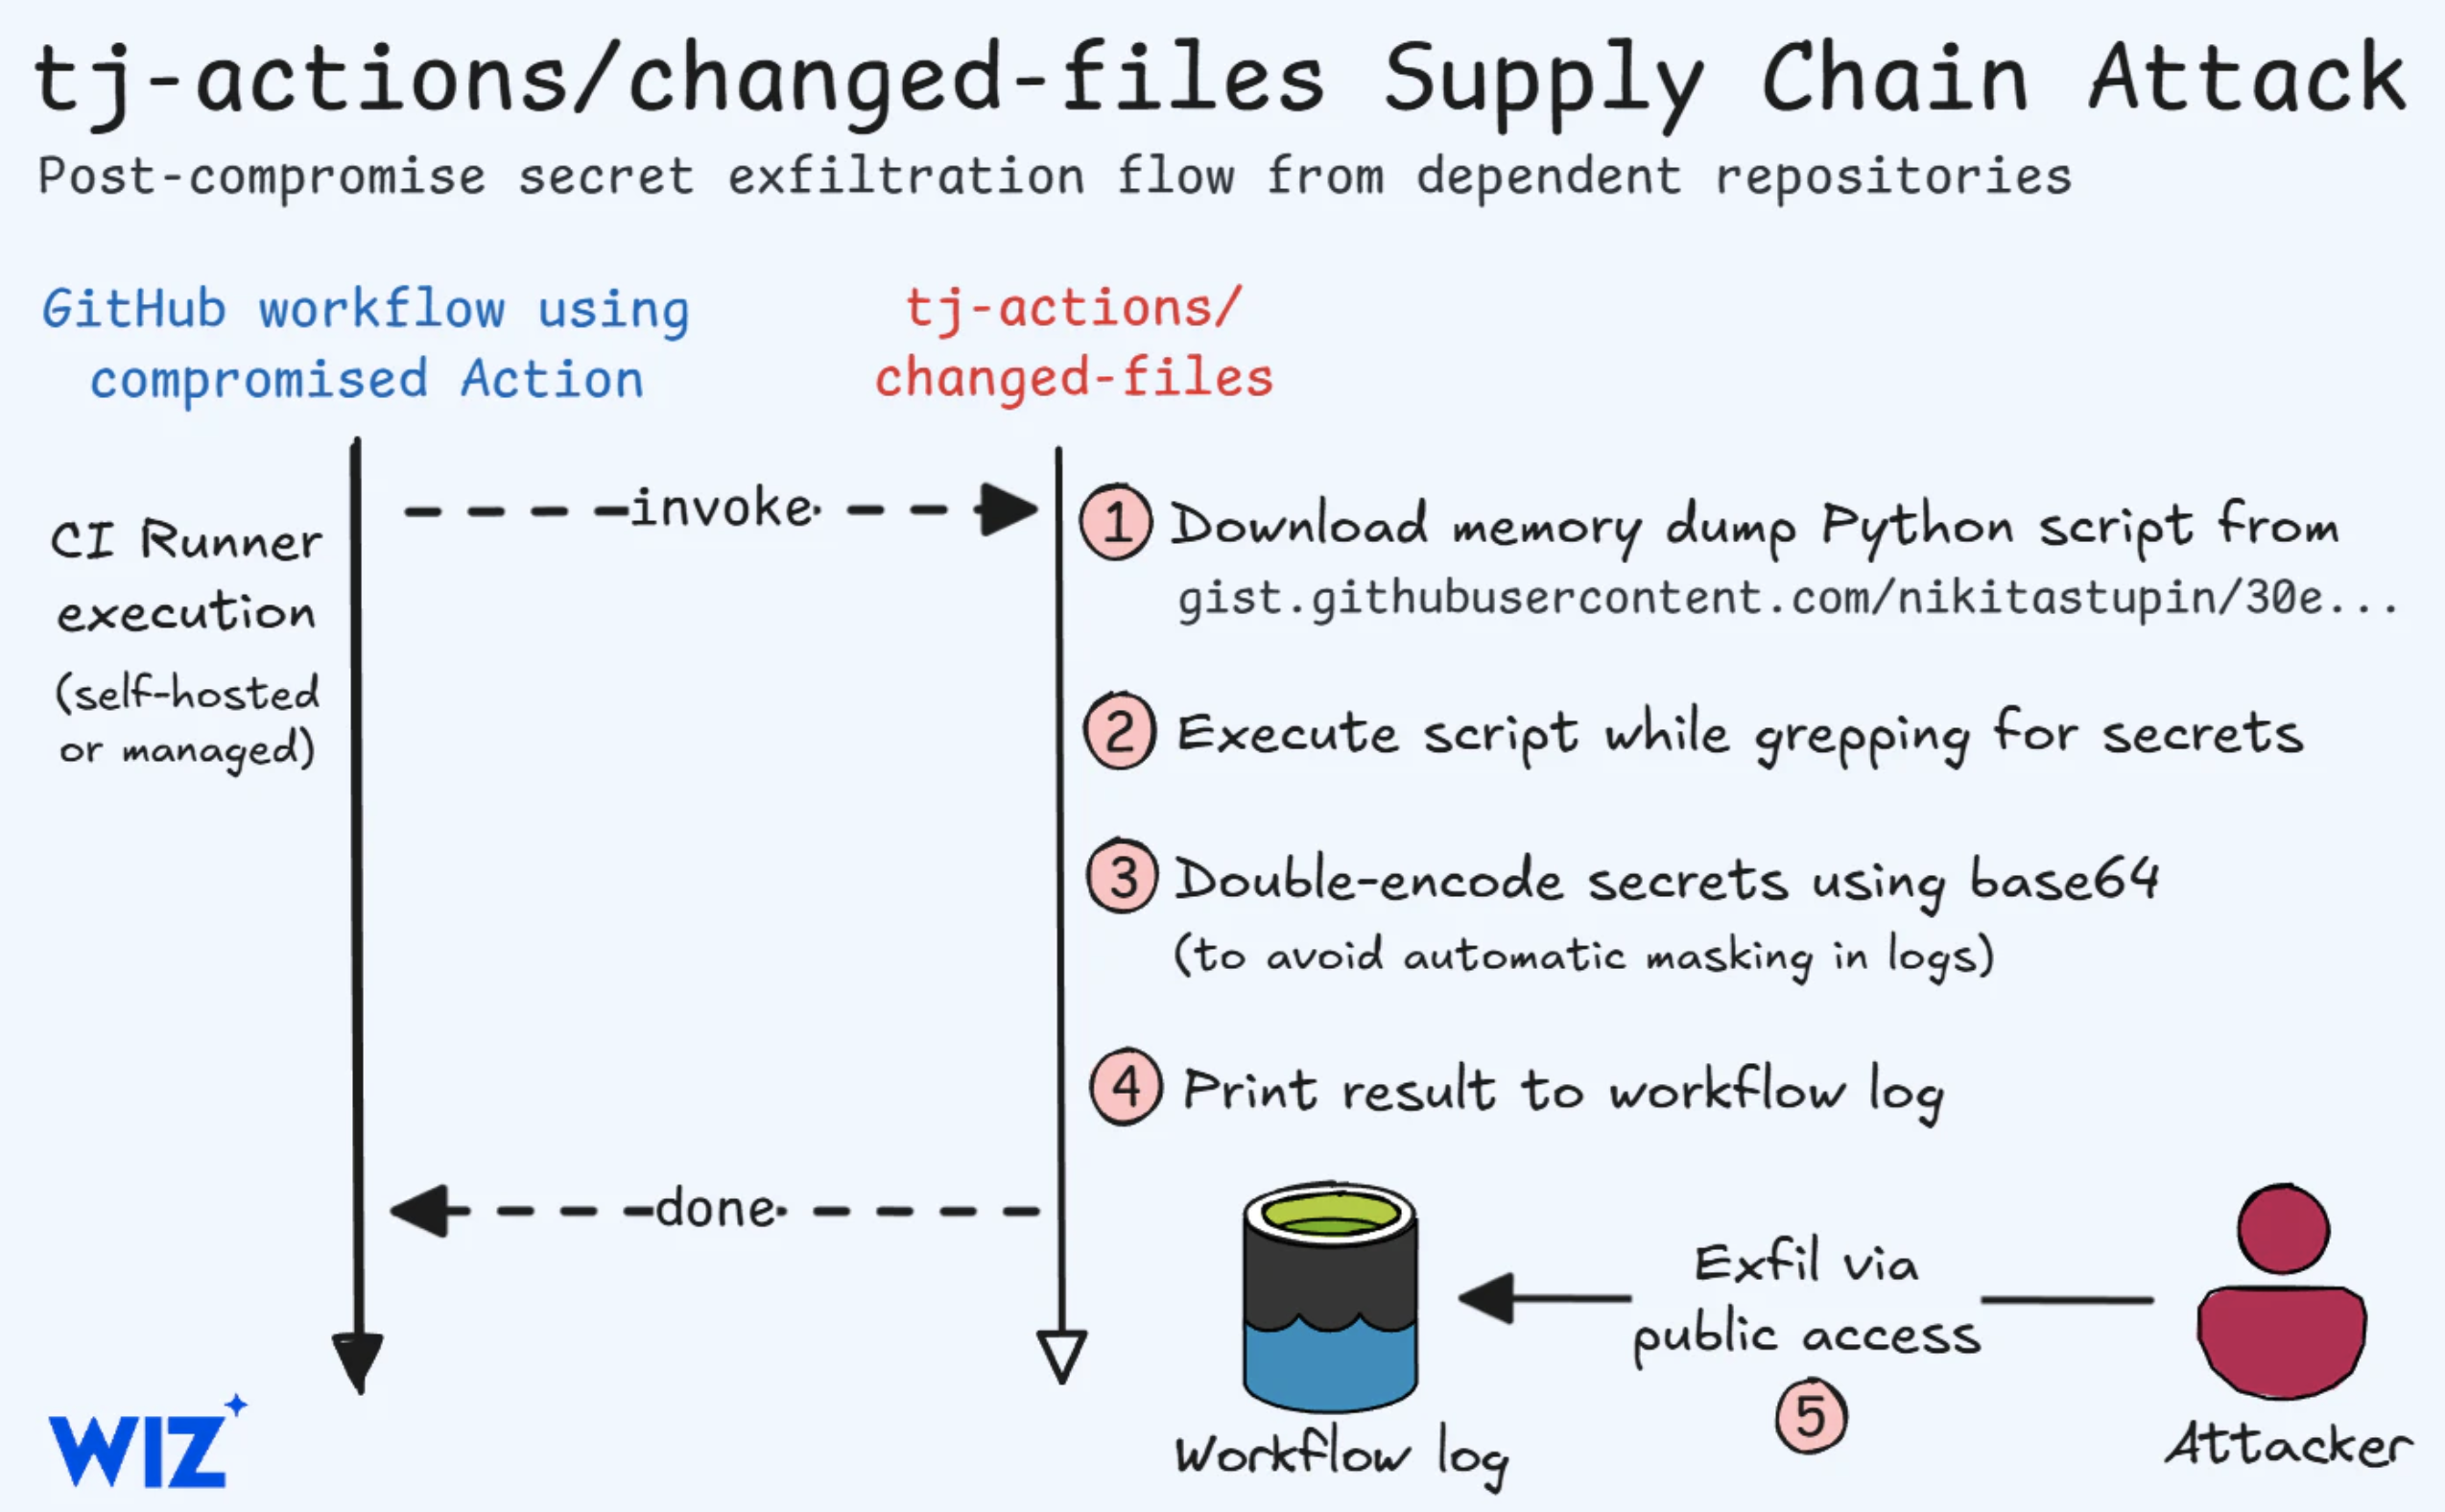 tj-actions/changed-files Supply Chain Attack
Post-compromise secret exfiltration flow from dependent repositories
GitHub workflow using
compromised Action
tj-actions/
changed-files
CI Runner
execution
(self-hosted
or managed)
invoke
1 Download memory dump Python script from
gist.githubusercontent.com/nikitastupin/30e...
2 Execute script while grepping for secrets
3 Double-encode secrets using base64
(to avoid automatic masking in logs)
4 Print result to workflow log
done
Exfil via
public access
5
Workflow log
Attacker
WIZ